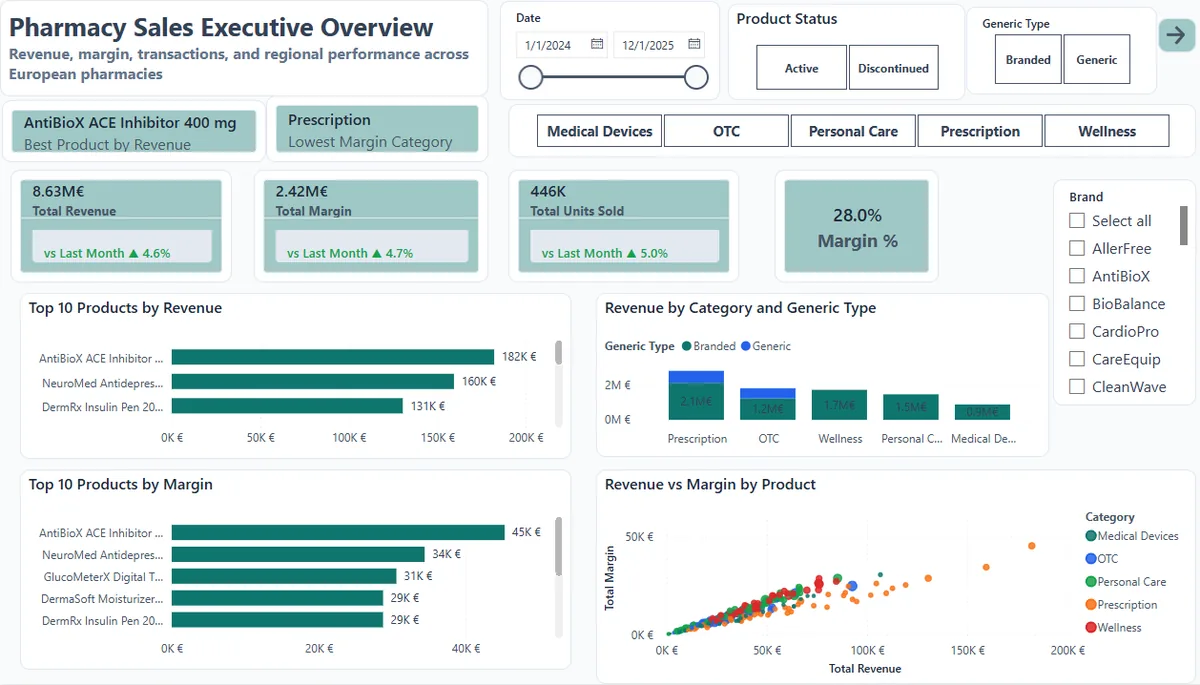 Pharmacy Sales Executive Overview
Revenue, margin, transactions, and regional performance across
European pharmacies
Date
1/1/2024
12/1/2025
Product Status
Active
Discontinued
Generic Type
Branded
Generic
AntiBioX ACE Inhibitor 400 mg
Best Product by Revenue
Prescription
Lowest Margin Category
Medical Devices
OTC
Personal Care
Prescription
Wellness
8.63M€
Total Revenue
vs Last Month ▲ 4.6%
2.42M€
Total Margin
vs Last Month ▲ 4.7%
446K
Total Units Sold
vs Last Month ▲ 5.0%
28.0%
Margin %
Brand
Select all
AllerFree
AntiBioX
BioBalance
CardioPro
CareEquip
CleanWave
Top 10 Products by Revenue
AntiBioX ACE Inhibitor ...
182K €
NeuroMed Antidepres...
160K €
DermRx Insulin Pen 20...
131K €
0K €
50K €
100K €
150K €
200K €
Revenue by Category and Generic Type
Generic Type
Branded
Generic
2M €
0M €
2.1M€
1.2M€
1.7M€
1.5M€
0.9M€
Prescription
OTC
Wellness
Personal C...
Medical De...
Top 10 Products by Margin
AntiBioX ACE Inhibitor ...
45K €
NeuroMed Antidepres...
34K €
GlucoMeterX Digital T...
31K €
DermaSoft Moisturizer...
29K €
DermRx Insulin Pen 20...
29K €
0K €
20K €
40K €
Revenue vs Margin by Product
Total Margin
50K €
0K €
0K €
50K €
100K €
150K €
200K €
Total Revenue
Category
Medical Devices
OTC
Personal Care
Prescription
Wellness